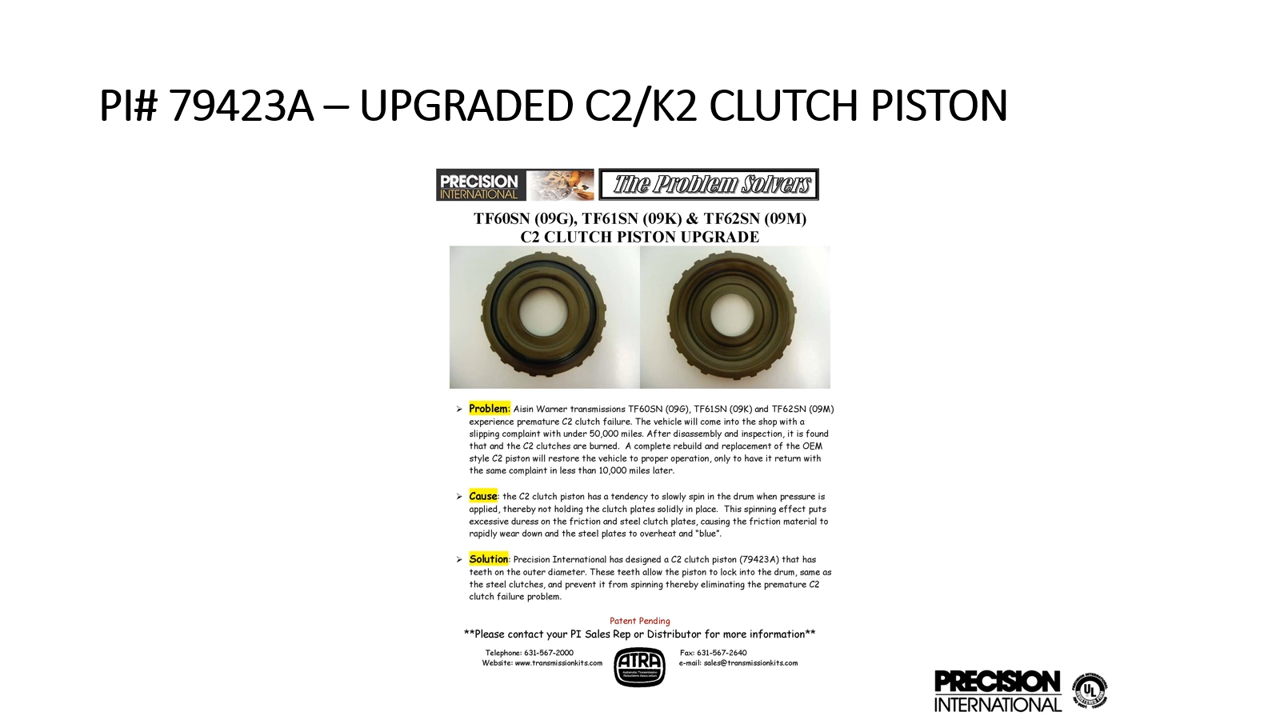 PI# 79423A – UPGRADED C2/K2 CLUTCH PISTON
PRECISION
INTERNATIONAL
The Problem Solvers
TF60SN (09G), TF61SN (09K) & TF62SN (09M)
C2 CLUTCH PISTON UPGRADE
➢ Problem: Aisin Warner transmissions TF60SN (09G), TF61SN (09K) and TF62SN (09M)
experience premature C2 clutch failure. The vehicle will come into the shop with a
slipping complaint with under 50,000 miles. After disassembly and inspection, it is found
that and the C2 clutches are burned. A complete rebuild and replacement of the OEM
style C2 piston will restore the vehicle to proper operation, only to have it return with
the same complaint in less than 10,000 miles later.
➢ Cause: the C2 clutch piston has a tendency to slowly spin in the drum when pressure is
applied, thereby not holding the clutch plates solidly in place. This spinning effect puts
excessive duress on the friction and steel clutch plates, causing the friction material to
rapidly wear down and the steel plates to overheat and "blue".
➢ Solution: Precision International has designed a C2 clutch piston (79423A) that has
teeth on the outer diameter. These teeth allow the piston to lock into the drum, same as
the steel clutches, and prevent it from spinning thereby eliminating the premature C2
clutch failure problem.
Patent Pending
**Please contact your PI Sales Rep or Distributor for more information**
Telephone: 631-567-2000
Fax: 631-567-2640
Website: www.transmissionkits.com
e-mail: sales@transmissionkits.com
ATRA
PRECISION
INTERNATIONAL
UL